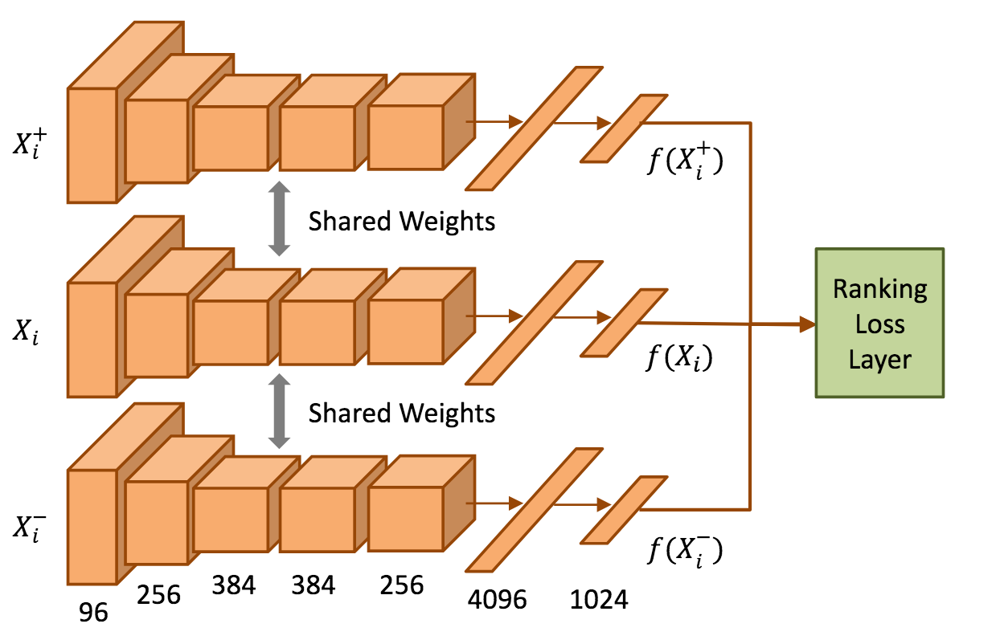 X_i^+
f(X_i^+)
Shared Weights
X_i
f(X_i)
Ranking
Loss
Layer
Shared Weights
X_i^-
f(X_i^-)
96
256
384
384
256
4096
1024